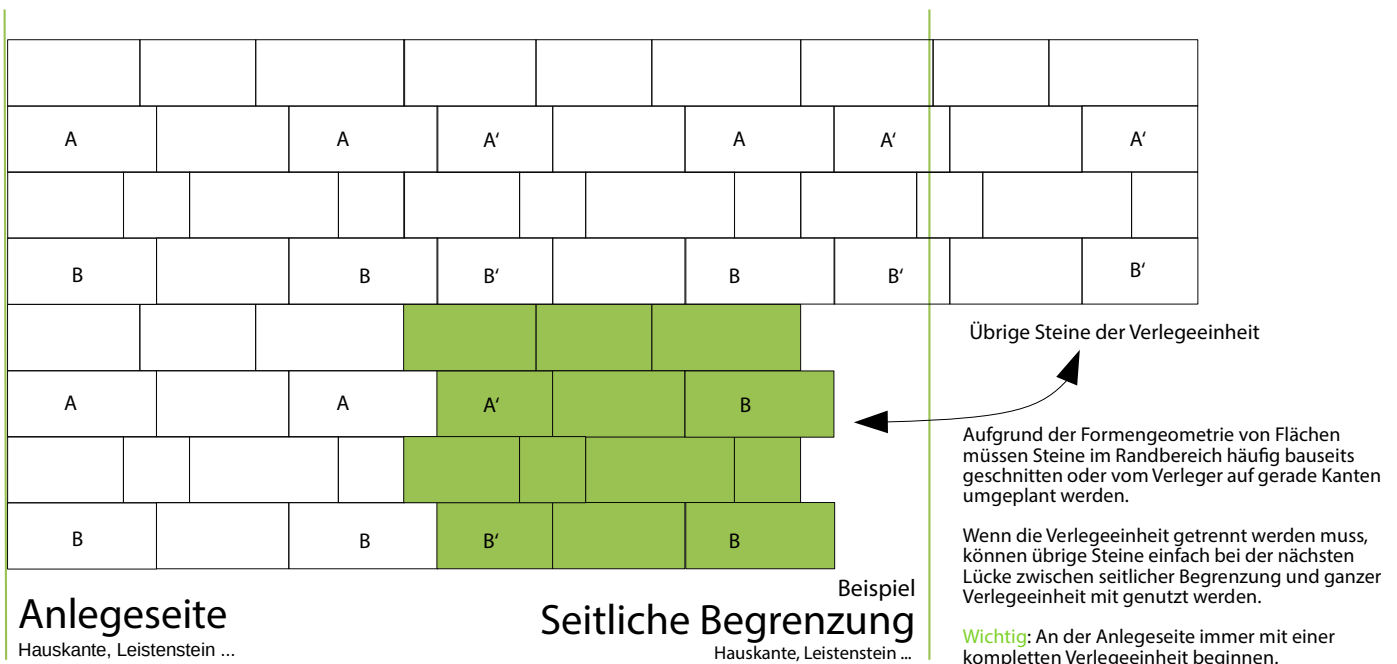 A A A' A A' A'
B B B' B B' B'
Übrige Steine der Verlegeeinheit
A A A' B
Aufgrund der Formengeometrie von Flächen
müssen Steine im Randbereich häufig bauseits
geschnitten oder vom Verleger auf gerade Kanten
umgeplant werden.
B B B' B
Wenn die Verlegeeinheit getrennt werden muss,
können übrige Steine einfach bei der nächsten
Lücke zwischen seitlicher Begrenzung und ganzer
Verlegeeinheit mit genutzt werden.
Beispiel
Anlegeseite
Seitliche Begrenzung
Hauskante, Leistenstein ...
Hauskante, Leistenstein ...
Wichtig: An der Anlegeseite immer mit einer
kompletten Verlegeeinheit beginnen.